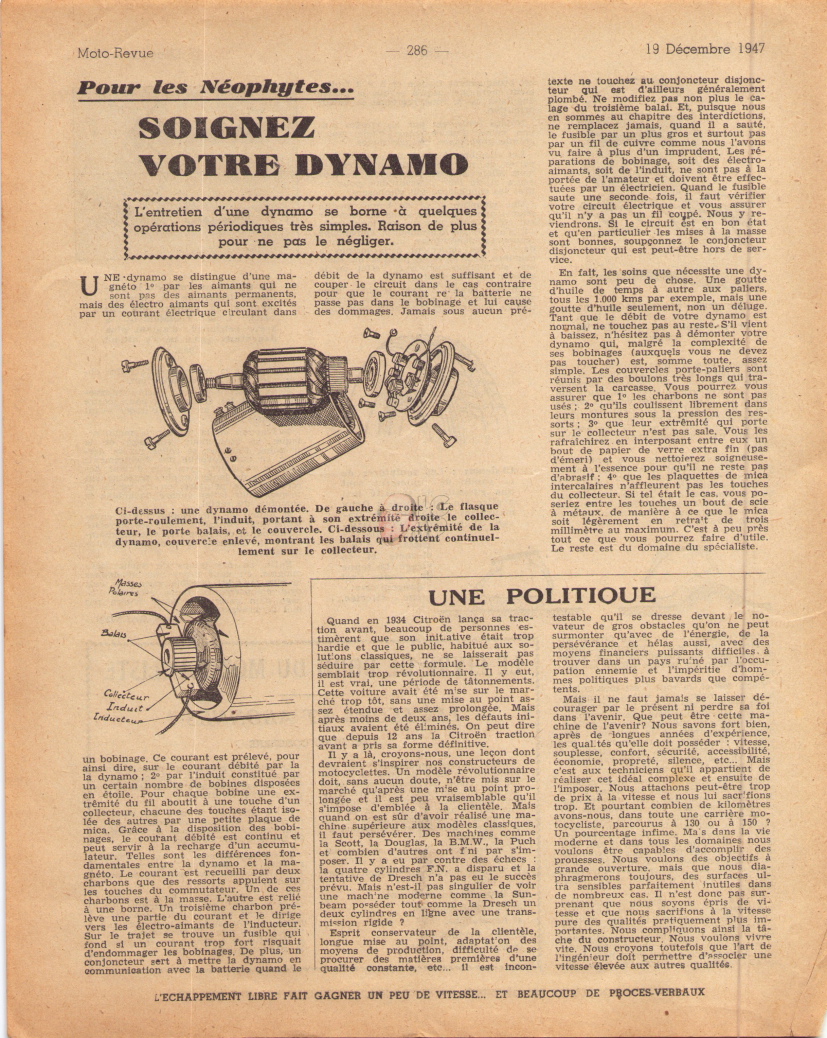 Moto-Revue
— 286 —
19 Décembre 1947
Pour les Néophytes...
SOIGNEZ
VOTRE DYNAMO
L'entretien d'une dynamo se borne à quelques
opérations périodiques très simples. Raison de plus
pour ne pas le négliger.
UNE dynamo se distingue d'une ma-
gnéto 1º par les aimants qui ne
sont pas des aimants permanents,
mais des électro aimants qui sont excités
par un courant électrique circulant dans
Ci-dessus : une dynamo démontée. De gauche à droite : Le flasque
porte-roulement, l'induit, portant à son extrémité droite le collec-
teur, le porte balais, et le couvercle. Ci-dessous : L'extrêmité de la
dynamo, couvercle enlevé, montrant les balais qui frottent continuel-
lement sur le collecteur.
Masses
Polaires
Balais
Collecteur
Induit
Inducteur
un bobinage. Ce courant est prélevé, pour
ainsi dire, sur le courant débité par la
la dynamo ; 2º par l'induit constitué par
un certain nombre de bobines disposées
en étoile. Pour chaque bobine une ex-
trêmité du fil aboutit à une touche d'un
collecteur, chacune des touches étant iso-
lée des autres par une petite plaque de
mica. Grâce à la disposition des bobi-
nages, le courant débité est continu et
peut servir à la recharge d'un accumu-
lateur. Telles sont les différences fon-
damentales entre la dynamo et la ma-
gnéto. Le courant est recueilli par deux
charbons que des ressorts appuient sur
les touches du commutateur. Un de ces
charbons est à la masse. L'autre est relié
à une borne. Un troisième charbon pré-
lève une partie du courant et le dirige
vers les électro-aimants de l'inducteur.
Sur le trajet se trouve un fusible qui
fond si un courant trop fort risquait
d'endommager les bobinages. De plus, un
conjoncteur sert à mettre la dynamo en
communication avec la batterie quand le
débit de la dynamo est suffisant et de
couper le circuit dans le cas contraire
pour que le courant re la batterie ne
passe pas dans le bobinage et lui cause
des dommages. Jamais sous aucun pré-
texte ne touchez au conjoncteur disjonc-
teur qui est d'ailleurs généralement
plombé. Ne modifiez pas non plus le ca-
lage du troisième balai. Et, puisque nous
en sommes au chapitre des interdictions,
ne remplacez jamais, quand il a sauté,
le fusible par un plus gros et surtout pas
par un fil de cuivre comme nous l'avons
vu faire à plus d'un imprudent. Les ré-
parations de bobinage, soit des électro-
aimants, soit de l'induit, ne sont pas à la
portée de l'amateur et doivent être effec-
tuées par un électricien. Quand le fusible
saute une seconde fois, il faut vérifier
votre circuit électrique et vous assurer
qu'il n'y a pas un fil coupé. Nous y re-
viendrons. Si le circuit est en bon état
et qu'en particulier les mises à la masse
sont bonnes, soupçonnez le conjoncteur
disjoncteur qui est peut-être hors de ser-
vice.
En fait, les soins que nécessite une dy-
namo sont peu de chose. Une goutte
d'huile de temps à autre aux paliers,
tous les 1.000 kms par exemple, mais une
goutte d'huile seulement, non un déluge.
Tant que le débit de votre dynamo est
normal, ne touchez pas au reste. S'il vient
à baissez, n'hésitez pas à démonter votre
dynamo qui, malgré la complexité de
ses bobinages (auxquels vous ne devez
pas toucher) est, somme toute, assez
simple. Les couvercles porte-paliers sont
réunis par des boulons très longs qui tra-
versent la carcasse. Vous pourrez vous
assurer que 1º les charbons ne sont pas
usés ; 2º qu'ils coulissent librement dans
leurs montures sous la pression des res-
sorts ; 3º que leur extrêmité qui porte
sur le collecteur n'est pas sale. Vous les
rafraichirez en interposant entre eux un
bout de papier de verre extra fin (pas
d'émeri) et vous nettoierez soigneuse-
ment à l'essence pour qu'il ne reste pas
d'abrasif ; 4º que les plaquettes de mica
intercalaires n'affleurent pas les touches
du collecteur. Si tel était le cas, vous po-
seriez entre les touches un bout de scie
à métaux, de manière à ce que le mica
soit légèrement en retrait de trois
millimètre au maximum. C'est à peu près
tout ce que vous pourrez faire d'utile.
Le reste est du domaine du spécialiste.
UNE POLITIQUE
Quand en 1934 Citroën lança sa trac-
tion avant, beaucoup de personnes es-
timèrent que son initiative était trop
hardie et que le public, habitué aux so-
lutions classiques, ne se laisserait pas
séduire par cette formule. Le modèle
semblait trop révolutionnaire. Il y eut,
il est vrai, une période de tâtonnements.
Cette voiture avait été mise sur le mar-
ché trop tôt, sans une mise au point as-
sez étendue et assez prolongée. Mais
après moins de deux ans, les défauts ini-
tiaux avaient été éliminés. On peut dire
que depuis 12 ans la Citroën traction
avant a pris sa forme définitive.
Il y a là, croyons-nous, une leçon dont
devraient s'inspirer nos constructeurs de
motocyclettes. Un modèle révolutionnaire
doit, sans aucun doute, n'être mis sur le
marché qu'après une mise au point pro-
longée et il est peu vraisemblable qu'il
s'impose d'emblée à la clientèle. Mais
quand on est sûr d'avoir réalisé une ma-
chine supérieure aux modèles classiques,
il faut persévérer. Des machines comme
la Scott, la Douglas, la B.M.W., la Puch
et combien d'autres ont fini par s'im-
poser. Il y a eu par contre des échecs :
la quatre cylindres F.N. a disparu et la
tentative de Dresch n'a pas eu le succès
prévu. Mais n'est-il pas singulier de voir
une machine moderne comme la Sun-
beam posséder tout comme la Dresch un
deux cylindres en ligne avec une trans-
mission rigide ?
Esprit conservateur de la clientèle,
longue mise au point, adaptation des
moyens de production, difficulté de se
procurer des matières premières d'une
qualité constante, etc... il est incon-
testable qu'il se dresse devant le no-
vateur de gros obstacles qu'on ne peut
surmonter qu'avec de l'énergie, de la
persévérance et hélas aussi, avec des
moyens financiers puissants difficiles à
trouver dans un pays ruiné par l'occu-
pation ennemie et l'impéritie d'hom-
mes politiques plus bavards que compé-
tents.
Mais il ne faut jamais se laisser dé-
courager par le présent ni perdre sa foi
dans l'avenir. Que peut être cette ma-
chine de l'avenir? Nous savons fort bien,
après de longues années d'expérience,
les qualités qu'elle doit posséder : vitesse,
souplesse, confort, sécurité, accessibilité,
économie, propreté, silence, etc... Mais
c'est aux techniciens qu'il appartient de
réaliser cet idéal complexe et ensuite de
l'imposer. Nous attachons peut-être trop
de prix à la vitesse et nous lui sacrifions
trop. Et pourtant combien de kilomètres
avons-nous, dans toute une carrière mo-
tocycliste, parcourus à 130 ou à 150 ?
Un pourcentage infime. Mais dans la vie
moderne et dans tous les domaines nous
voulons être capables d'accomplir des
prouesses. Nous voulons des objectifs à
grande ouverture, mais que nous dia-
phragmerons toujours, des surfaces ul-
tra sensibles parfaitement inutiles dans
de nombreux cas. Il n'est donc pas sur-
prenant que nous soyons épris de vi-
tesse et que nous sacrifions à la vitesse
pure des qualités pratiquement plus im-
portantes. Nous compliquons ainsi la tâ-
che du constructeur. Nous voulons vivre
vite. Nous croyons toutefois que l'art de
l'ingénieur doit permettre d'associer une
vitesse élevée aux autres qualités.
L'ECHAPPEMENT LIBRE FAIT GAGNER UN PEU DE VITESSE... ET BEAUCOUP DE PROCES-VERBAUX